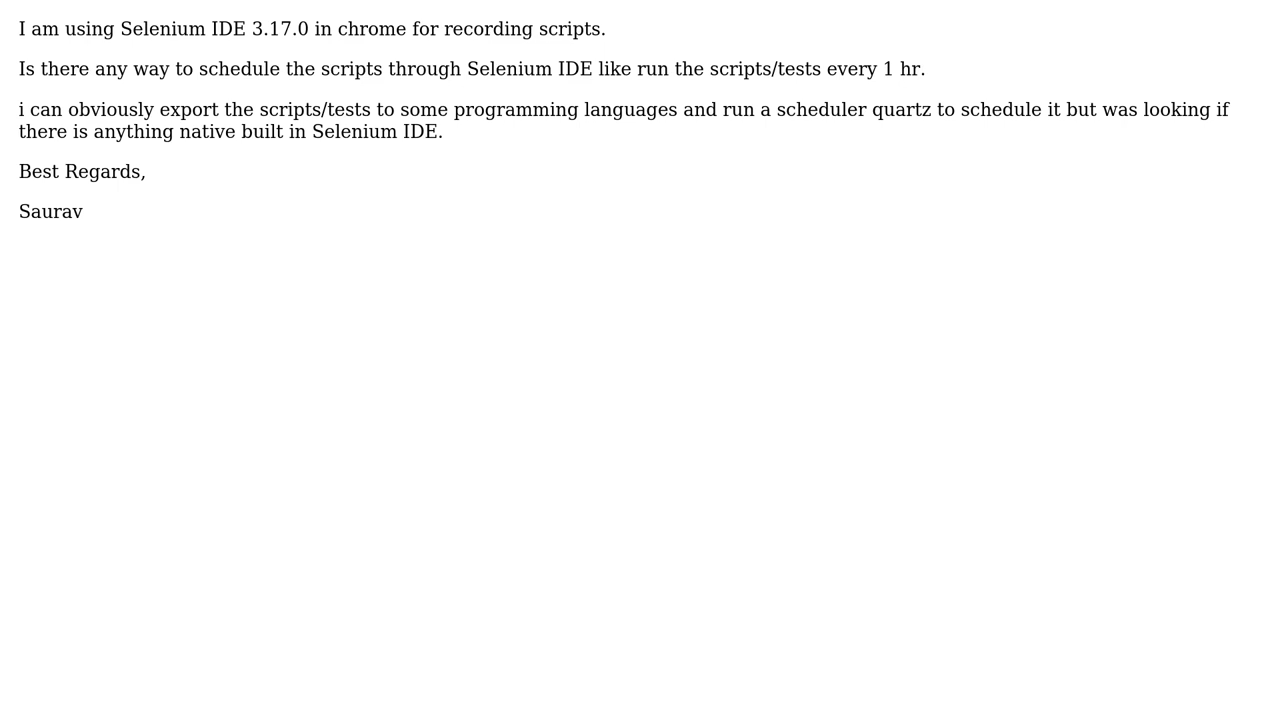 I am using Selenium IDE 3.17.0 in chrome for recording scripts.
Is there any way to schedule the scripts through Selenium IDE like run the scripts/tests every 1 hr.
i can obviously export the scripts/tests to some programming languages and run a scheduler quartz to schedule it but was looking if
there is anything native built in Selenium IDE.
Best Regards,
Saurav